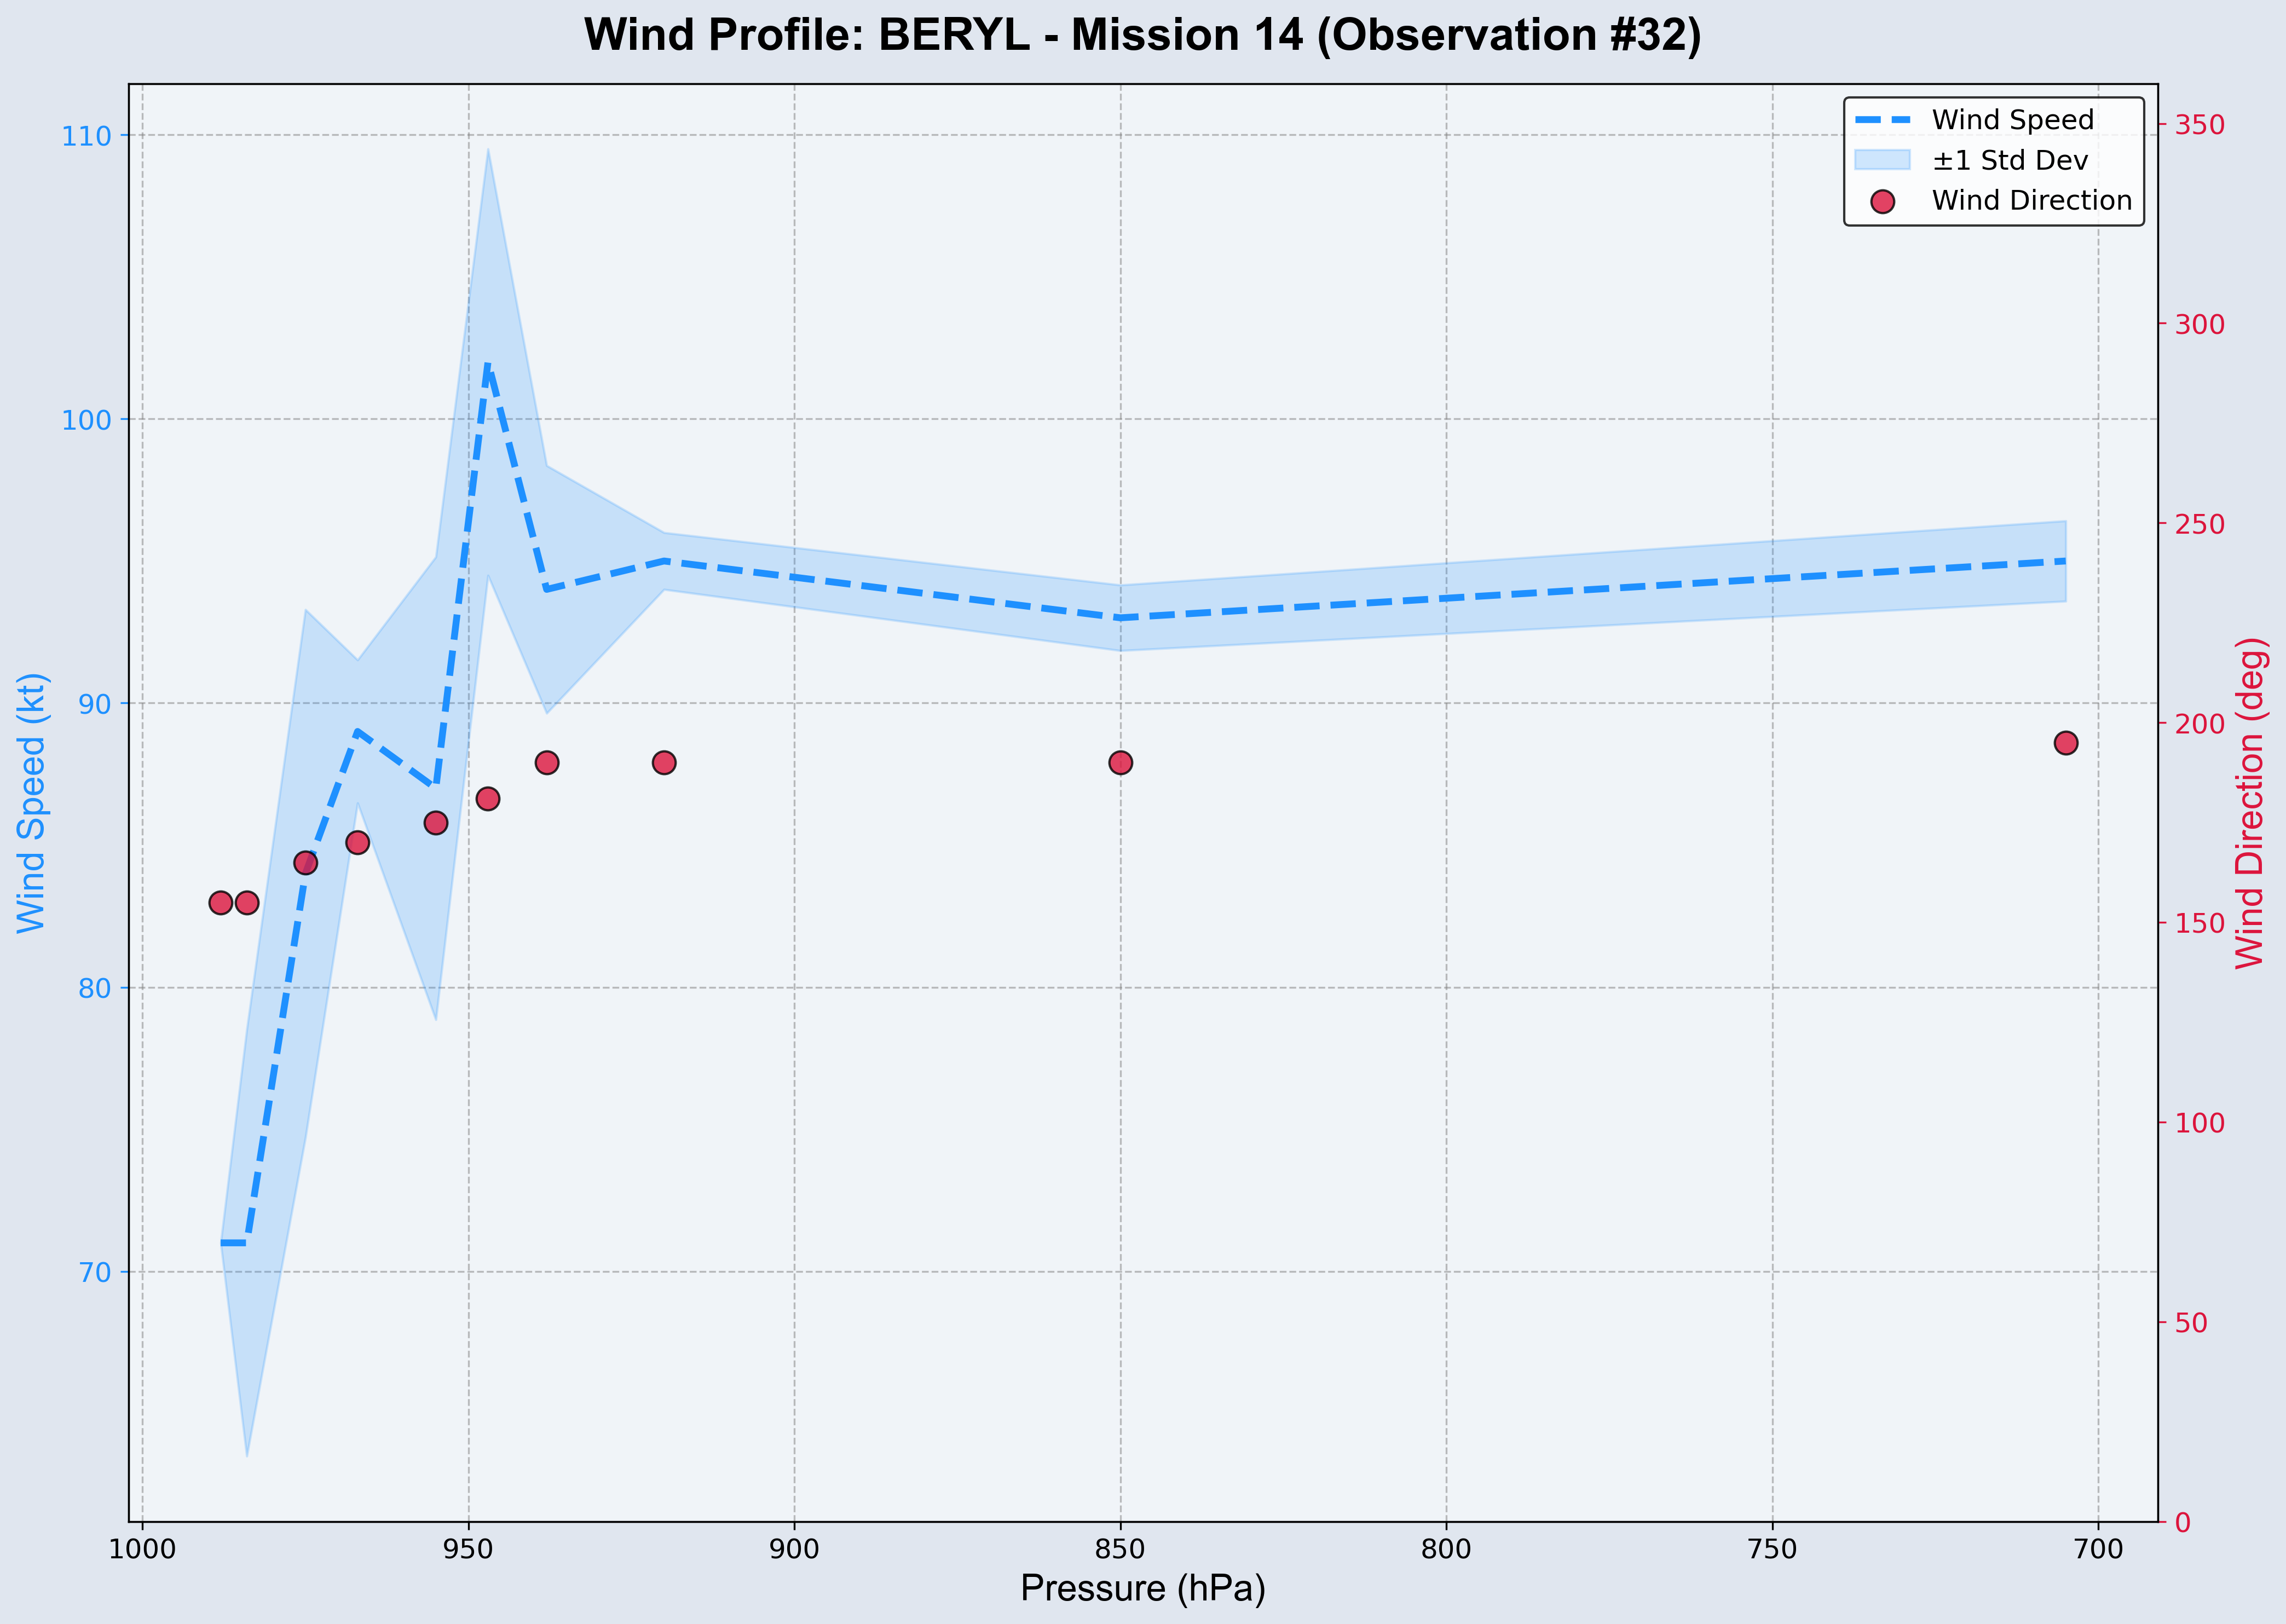 Wind Profile: BERYL - Mission 14 (Observation #32)
Wind Speed
±1 Std Dev
Wind Direction
110
100
90
80
70
Wind Speed (kt)
350
300
250
200
150
100
50
0
Wind Direction (deg)
1000
950
900
850
800
750
700
Pressure (hPa)